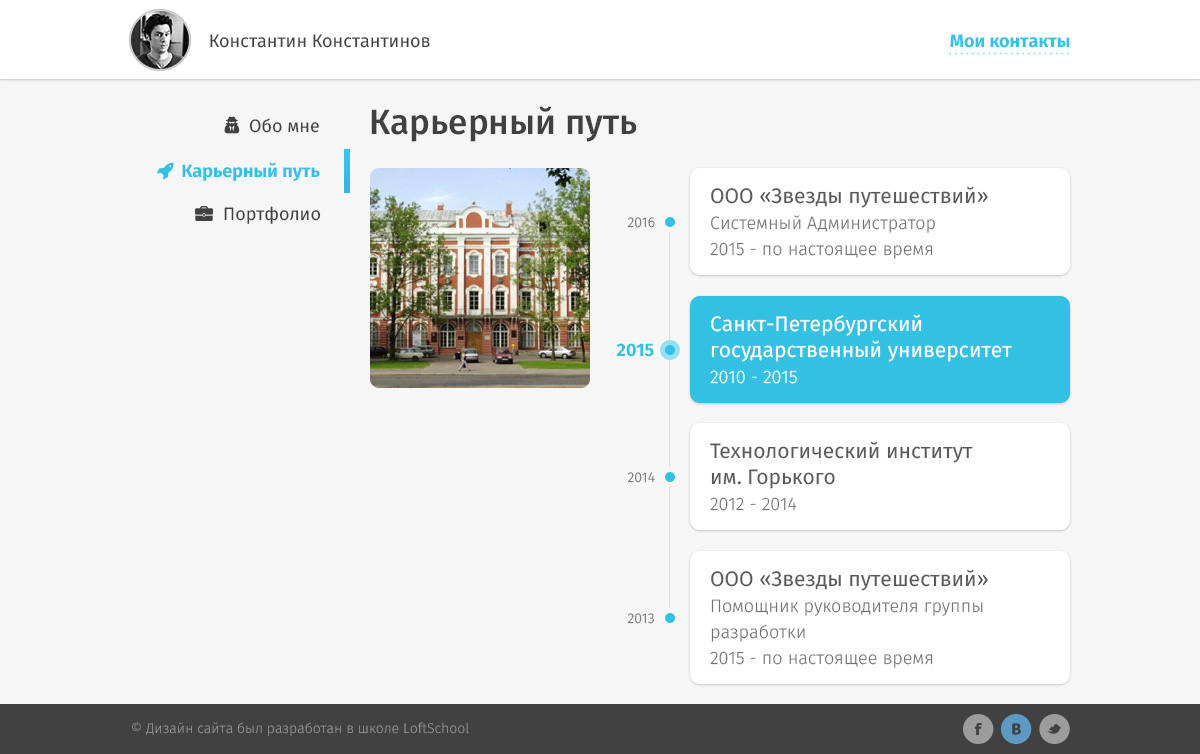 Константин Константинов
Мои контакты
Обо мне
Карьерный путь
Портфолио
Карьерный путь
2016
ООО «Звезды путешествий»
Системный Администратор
2015 - по настоящее время
2015
Санкт-Петербургский
государственный университет
2010 - 2015
2014
Технологический институт
им. Горького
2012 - 2014
2013
ООО «Звезды путешествий»
Помощник руководителя группы
разработки
2015 - по настоящее время
© Дизайн сайта был разработан в школе LoftSchool
f
B